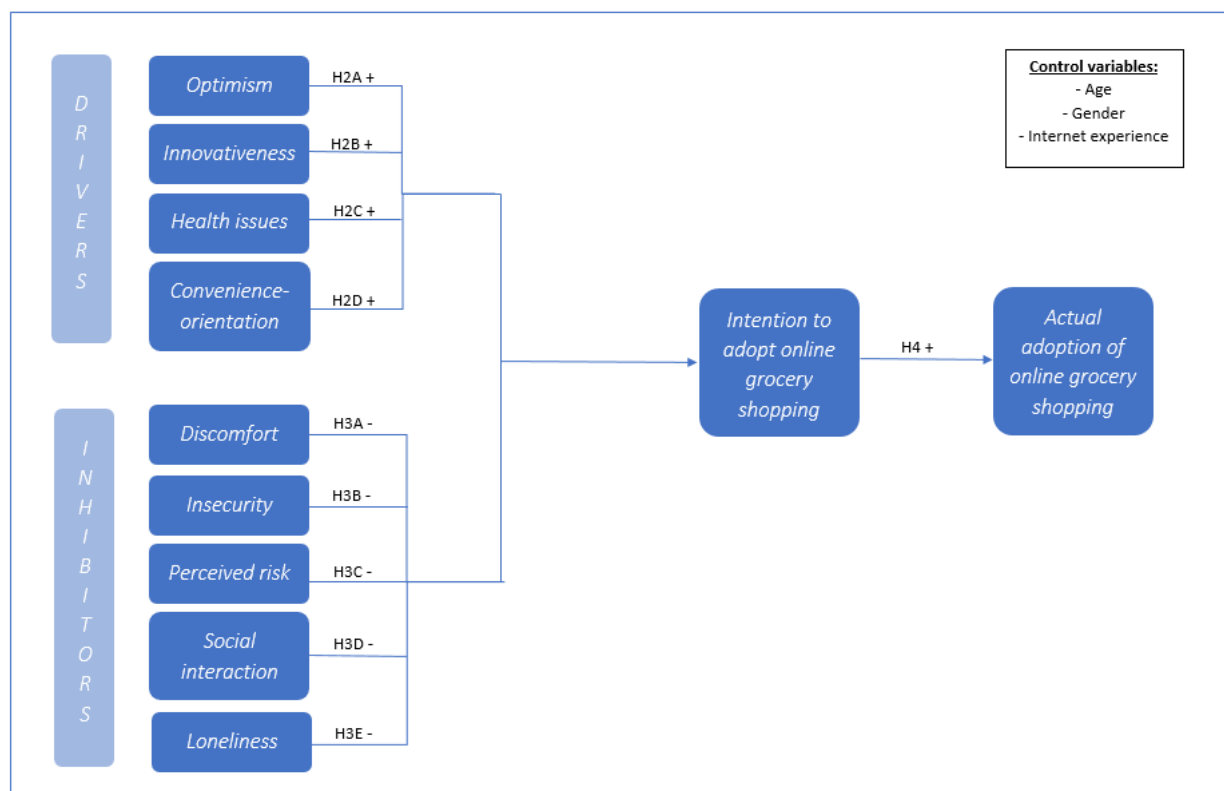 DRIVERS
Optimism
H2A +
Innovativeness
H2B +
Health issues
H2C +
Convenience-
orientation
H2D +
INHIBITORS
Discomfort
H3A -
Insecurity
H3B -
Perceived risk
H3C -
Social
interaction
H3D -
Loneliness
H3E -
Intention to
adopt online
grocery
shopping
H4 +
Actual
adoption of
online grocery
shopping
Control variables:
- Age
- Gender
- Internet experience